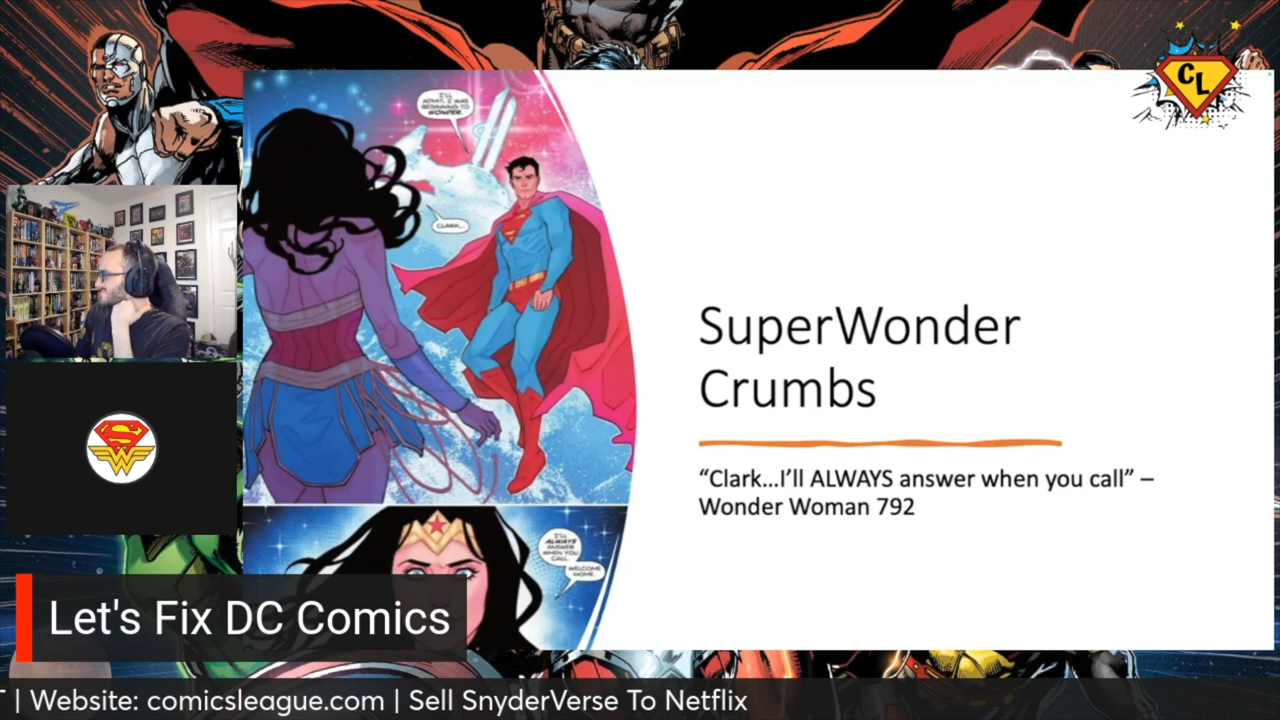 CL
I'LL
ADMIT, I WAS
BEGINNING TO
WONDER.
CLARK...
SuperWonder
Crumbs
“Clark...I’ll ALWAYS answer when you call” –
Wonder Woman 792
I'LL
ALWAYS
ANSWER
WHEN YOU
CALL.
WELCOME
HOME.
Let's Fix DC Comics
| Website: comicsleague.com | Sell SnyderVerse To Netflix